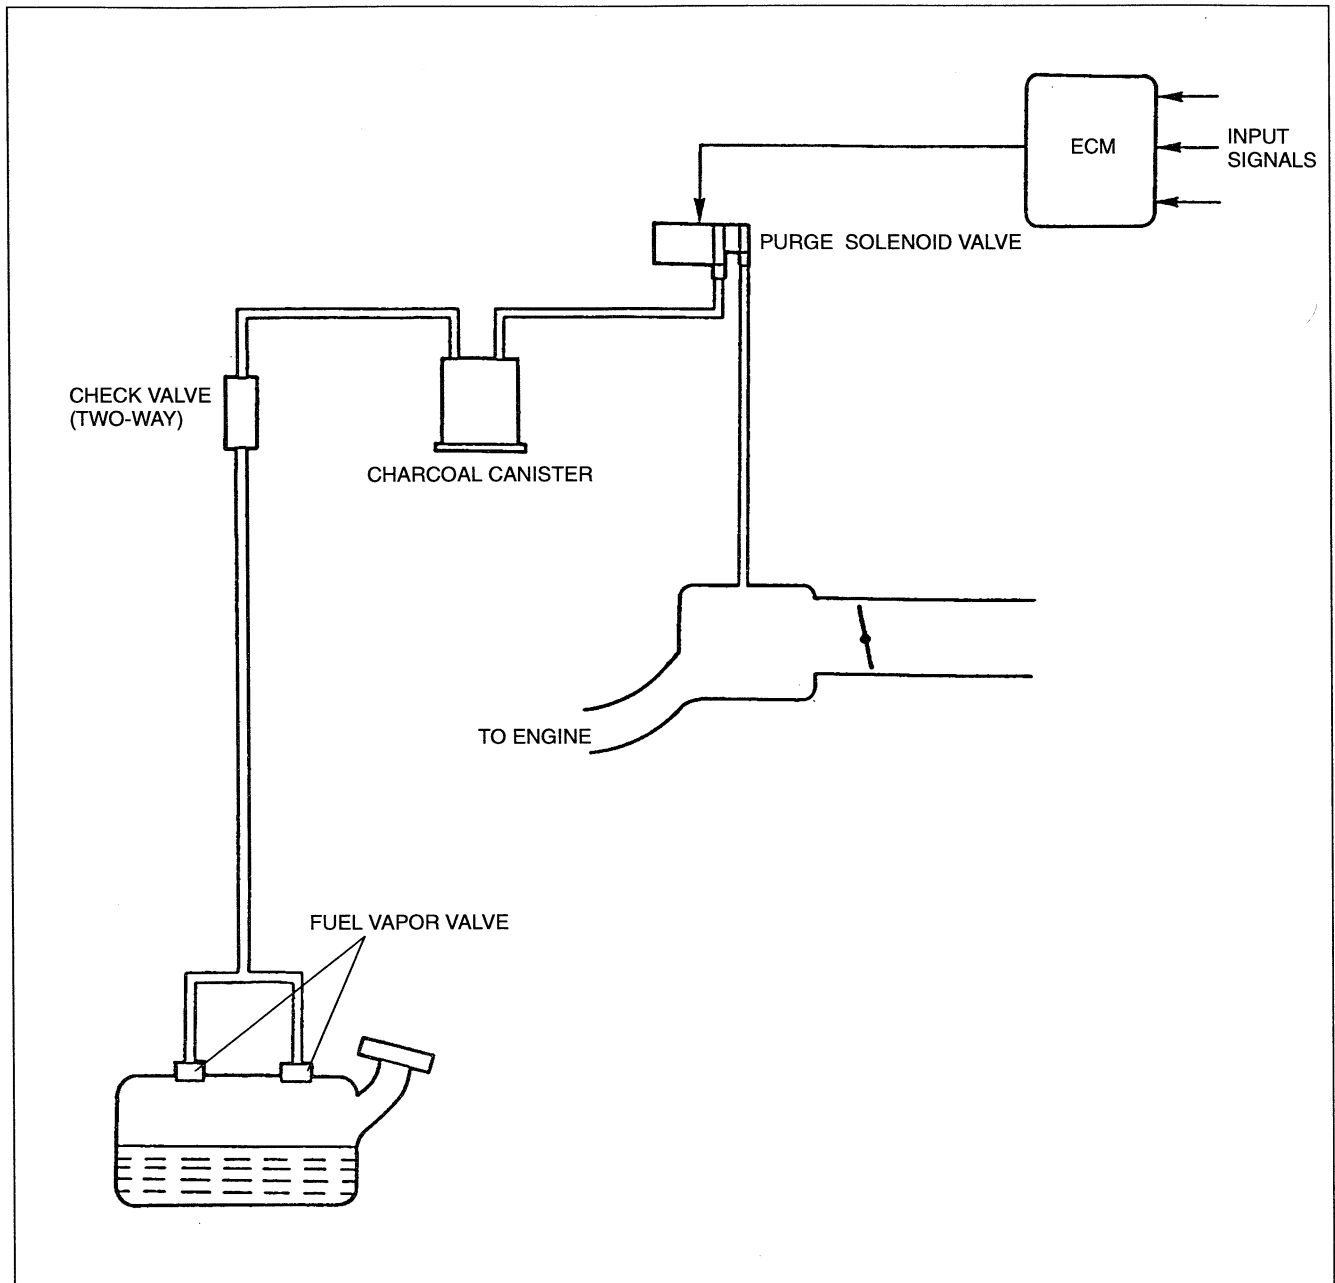 ECM
INPUT
SIGNALS
PURGE SOLENOID VALVE
CHECK VALVE
(TWO-WAY)
CHARCOAL CANISTER
TO ENGINE
FUEL VAPOR VALVE